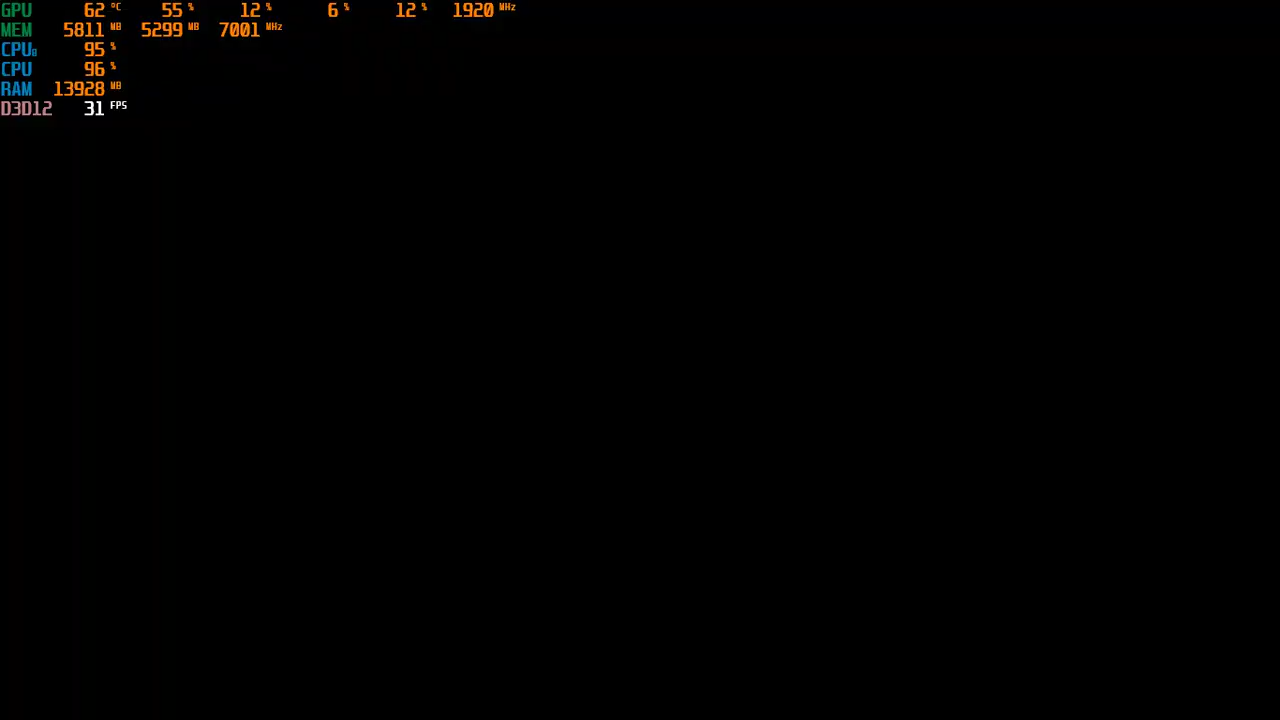 GPU 62 °C 55 % 12 % 6 % 12 % 1920 MHz
MEM 5811 MB 5299 MB 7001 MHz
CPU8 95 %
CPU 96 %
RAM 13928 MB
D3D12 31 FPS